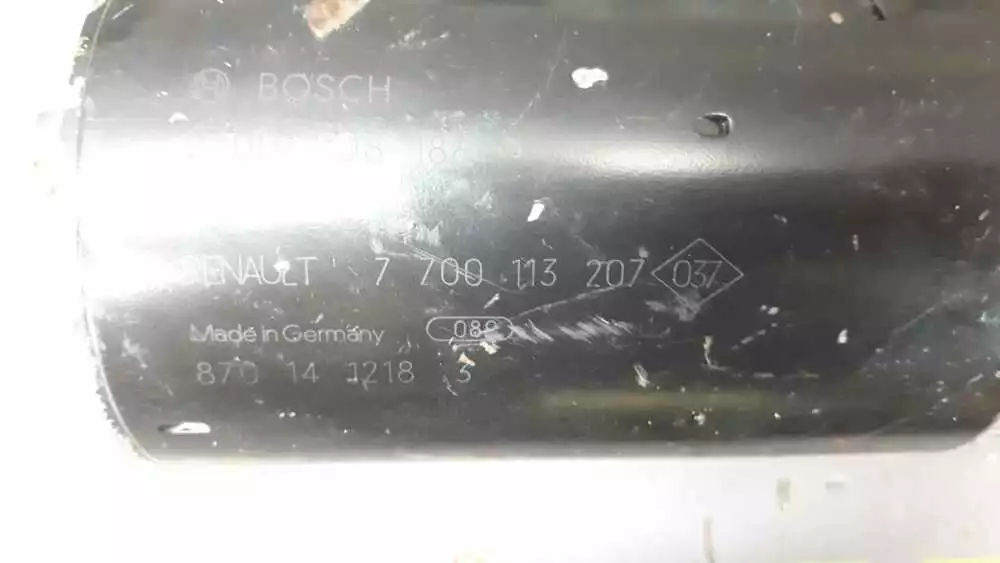 BOSCH
RENAULT 7 700 113 207 037
Made in Germany 088
870 14 1218 3